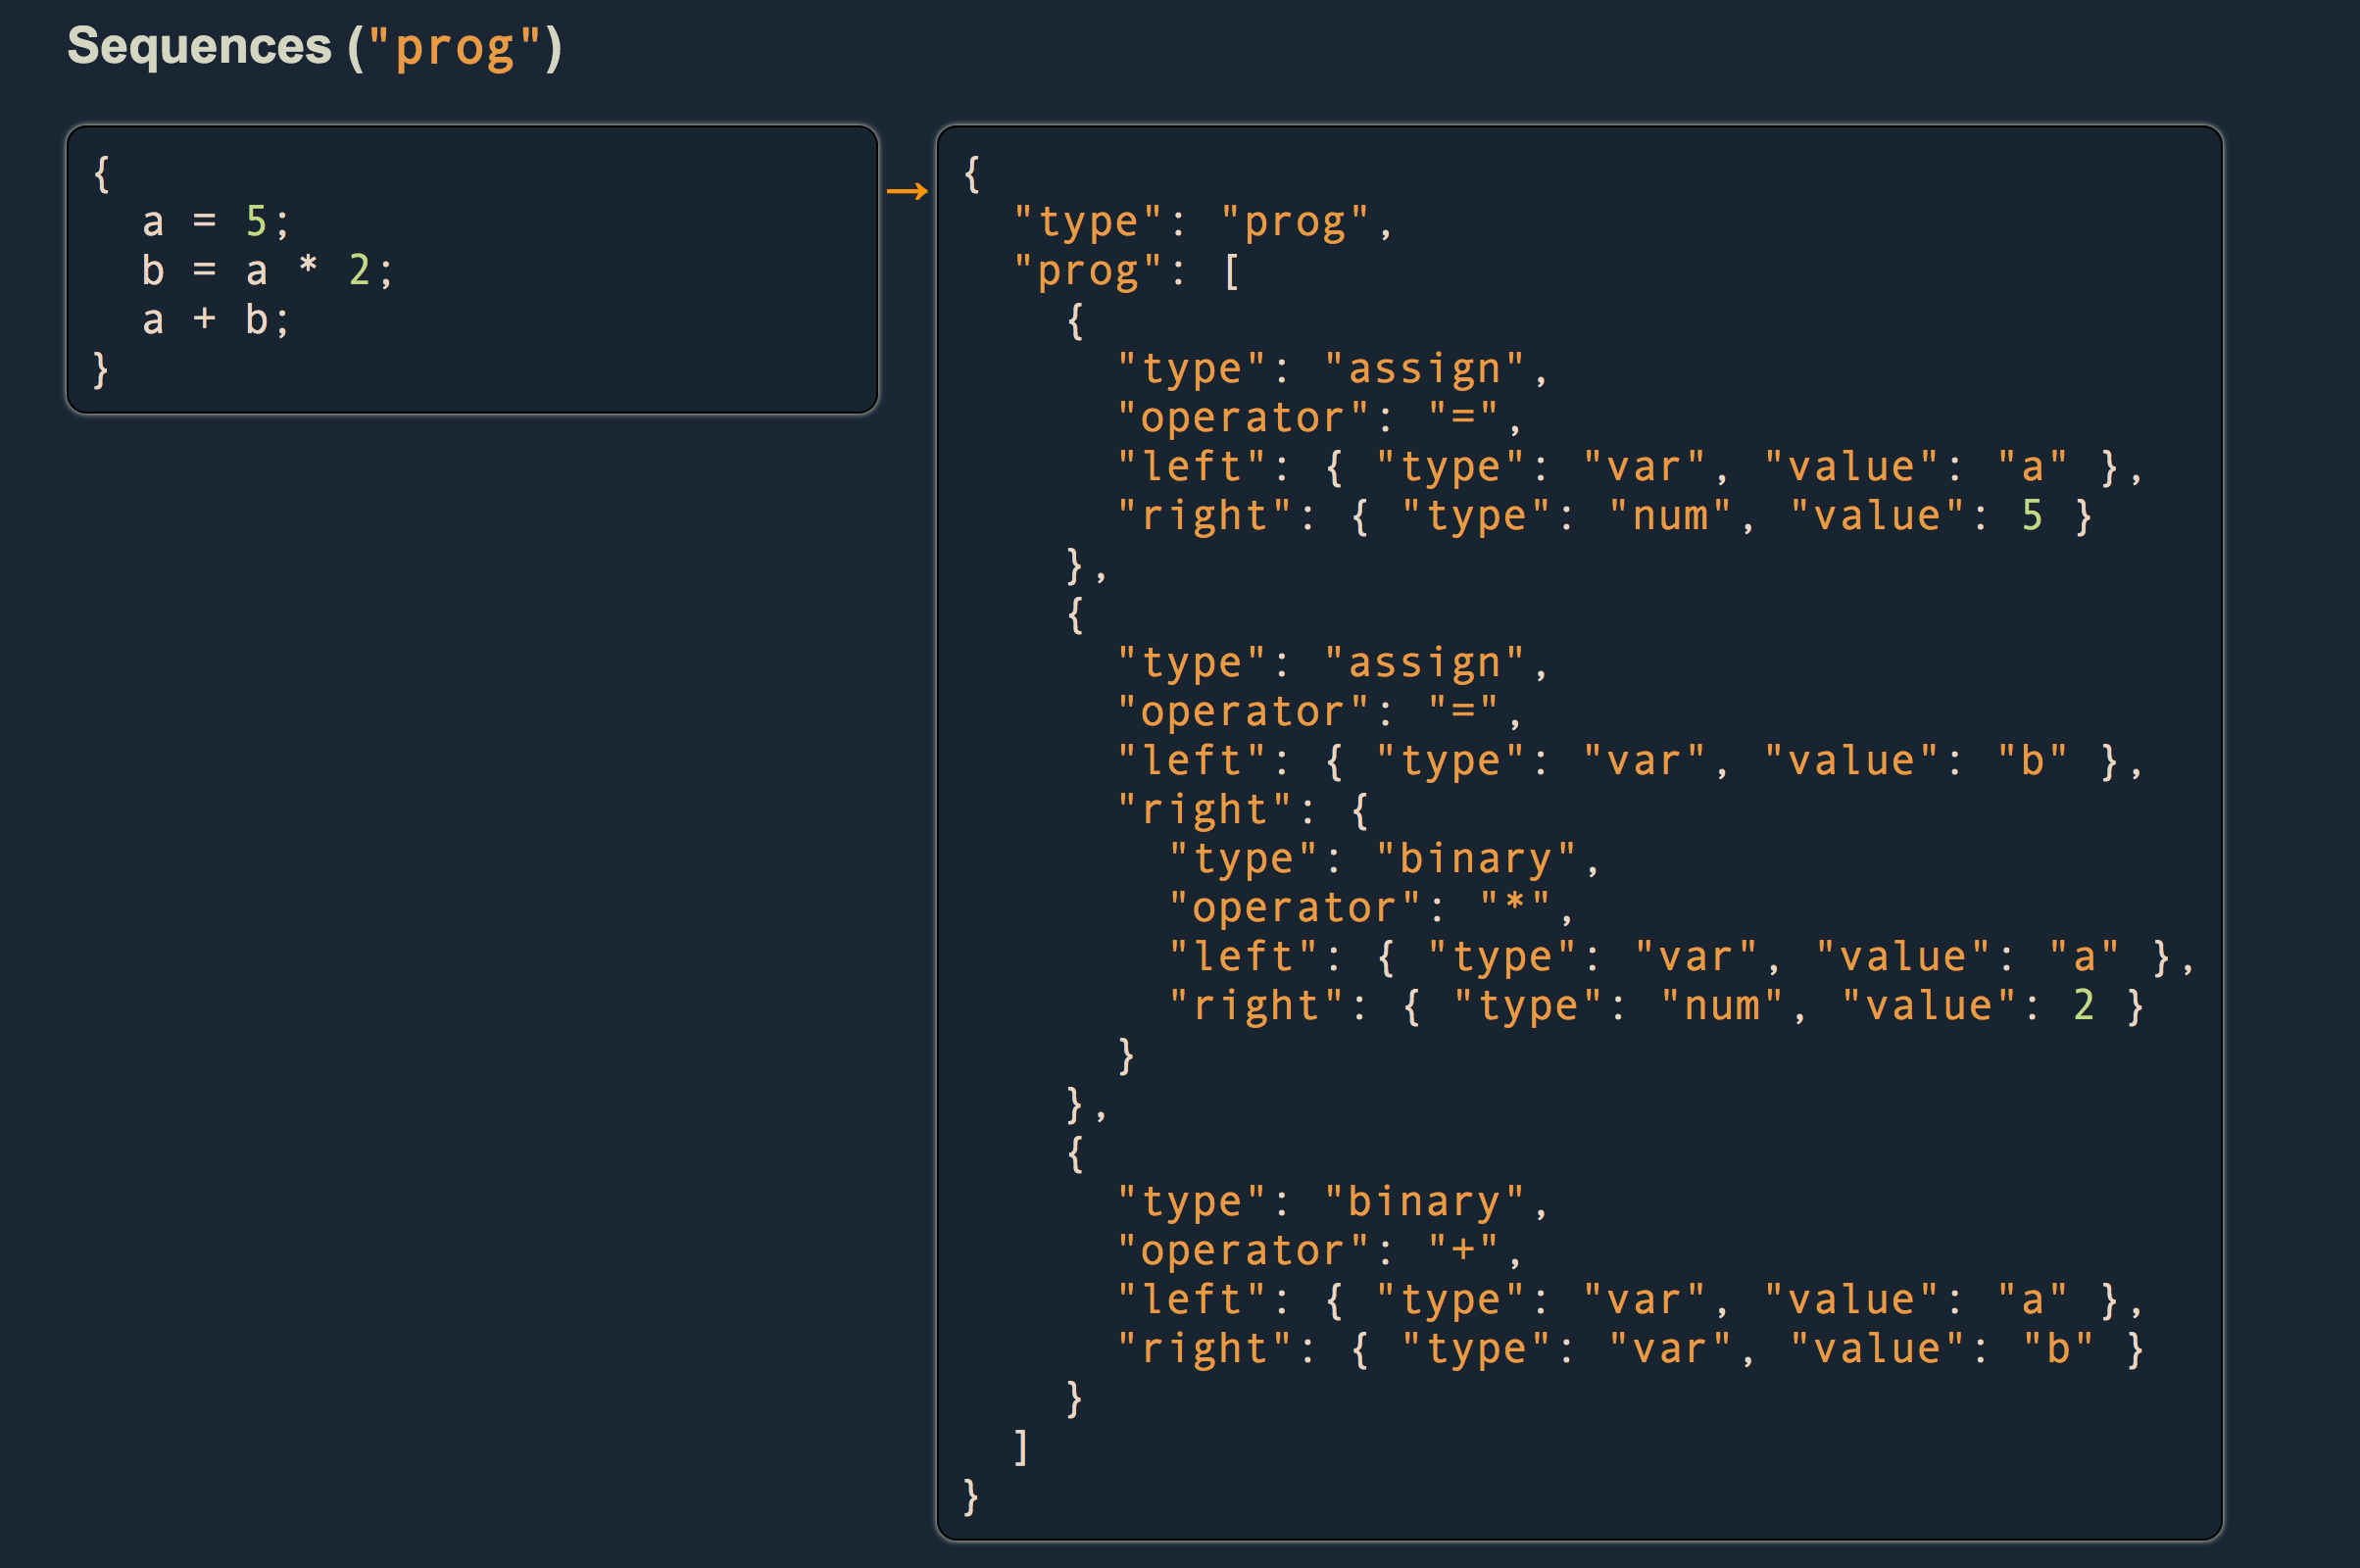 Sequences ("prog")
{
  a = 5;
  b = a * 2;
  a + b;
}
→
{
  "type": "prog",
  "prog": [
    {
      "type": "assign",
      "operator": "=",
      "left": { "type": "var", "value": "a" },
      "right": { "type": "num", "value": 5 }
    },
    {
      "type": "assign",
      "operator": "=",
      "left": { "type": "var", "value": "b" },
      "right": {
        "type": "binary",
        "operator": "*",
        "left": { "type": "var", "value": "a" },
        "right": { "type": "num", "value": 2 }
      }
    },
    {
      "type": "binary",
      "operator": "+",
      "left": { "type": "var", "value": "a" },
      "right": { "type": "var", "value": "b" }
    }
  ]
}